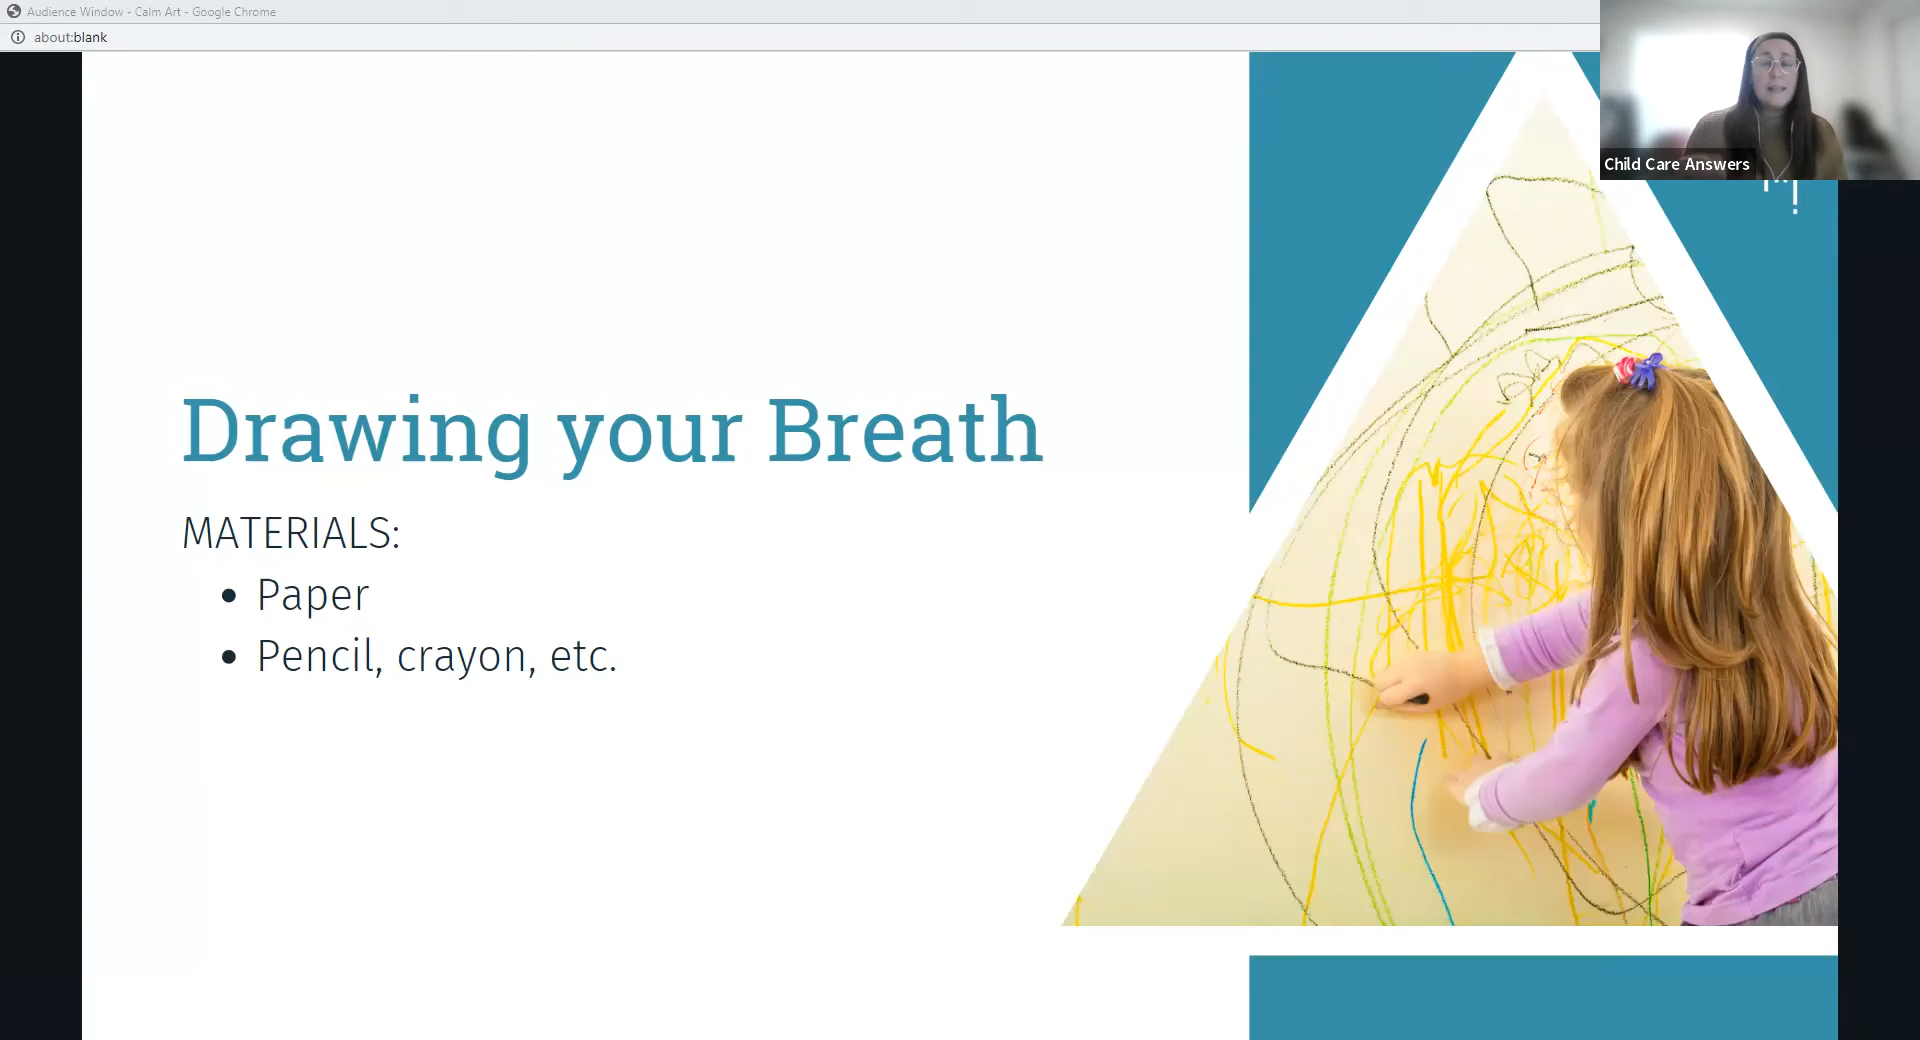 Audience Window - Calm Art - Google Chrome
about:blank
Child Care Answers
Drawing your Breath
MATERIALS:
• Paper
• Pencil, crayon, etc.